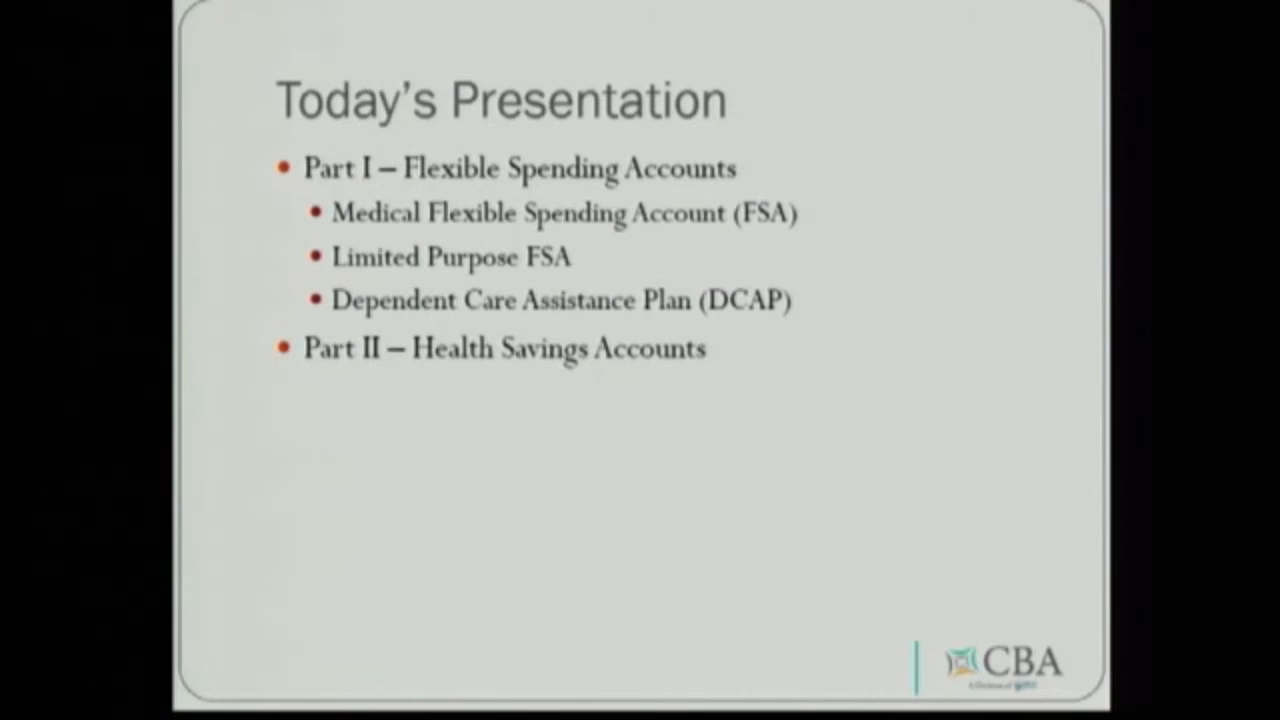 Today's Presentation
Part I – Flexible Spending Accounts
Medical Flexible Spending Account (FSA)
Limited Purpose FSA
Dependent Care Assistance Plan (DCAP)
Part II – Health Savings Accounts
CBA